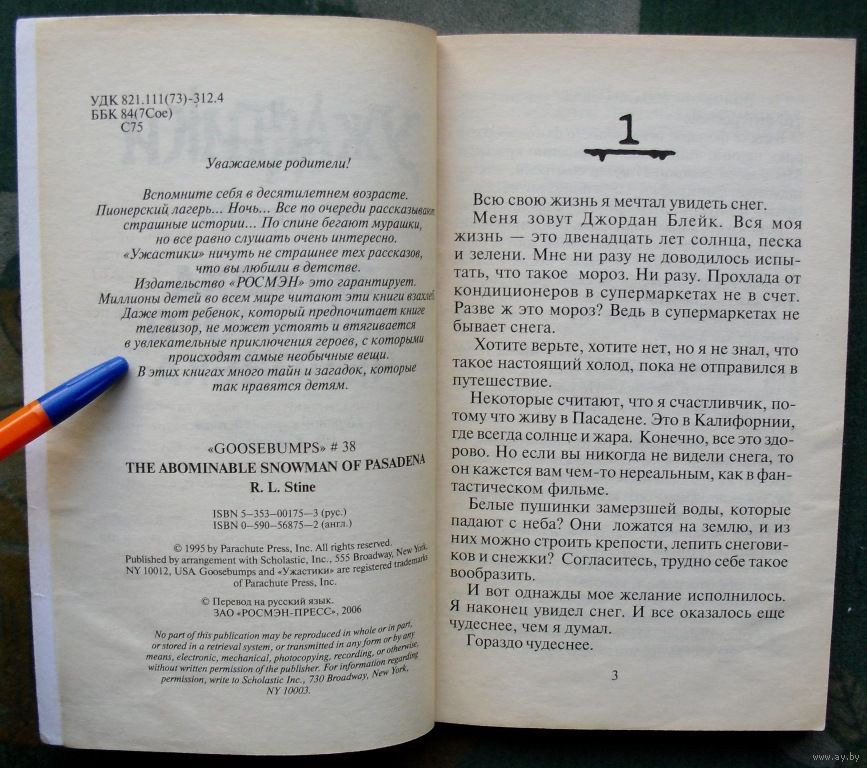 УДК 821.111(73)-312.4
ББК 84(7Сое)
С75
Уважаемые родители!
Вспомните себя в десятилетнем возрасте.
Пионерский лагерь... Ночь... Все по очереди рассказывают
страшные истории... По спине бегают мурашки,
но все равно слушать очень интересно.
«Ужастики» ничуть не страшнее тех рассказов,
что вы любили в детстве.
Издательство «РОСМЭН» это гарантирует.
Миллионы детей во всем мире читают эти книги взахлеб.
Даже тот ребенок, который предпочитает книге
телевизор, не может устоять и втягивается
в увлекательные приключения героев, с которыми
происходят самые необычные вещи.
В этих книгах много тайн и загадок, которые
так нравятся детям.
«GOOSEBUMPS» # 38
THE ABOMINABLE SNOWMAN OF PASADENA
R. L. Stine
ISBN 5–353–00175–3 (рус.)
ISBN 0–590–56875–2 (англ.)
© 1995 by Parachute Press, Inc. All rights reserved.
Published by arrangement with Scholastic, Inc., 555 Broadway, New York,
NY 10012, USA. Goosebumps and «Ужастики» are registered trademarks
of Parachute Press, Inc.
© Перевод на русский язык.
ЗАО «РОСМЭН-ПРЕСС», 2006
No part of this publication may be reproduced in whole or in part,
or stored in a retrieval system, or transmitted in any form or by any
means, electronic, mechanical, photocopying, recording, or otherwise,
without written permission of the publisher. For information regarding
permission, write to Scholastic Inc., 730 Broadway, New York,
NY 10003.
1
Всю свою жизнь я мечтал увидеть снег.
Меня зовут Джордан Блейк. Вся моя
жизнь — это двенадцать лет солнца, песка
и зелени. Мне ни разу не доводилось испы-
тать, что такое мороз. Ни разу. Прохлада от
кондиционеров в супермаркетах не в счет.
Разве ж это мороз? Ведь в супермаркетах не
бывает снега.
Хотите верьте, хотите нет, но я не знал, что
такое настоящий холод, пока не отправился в
путешествие.
Некоторые считают, что я счастливчик, по-
тому что живу в Пасадене. Это в Калифорнии,
где всегда солнце и жара. Конечно, все это здо-
рово. Но если вы никогда не видели снега, то
он кажется вам чем-то нереальным, как в фан-
тастическом фильме.
Белые пушинки замерзшей воды, которые
падают с неба? Они ложатся на землю, и из
них можно строить крепости, лепить снегови-
ков и снежки? Согласитесь, трудно себе такое
вообразить.
И вот однажды мое желание исполнилось.
Я наконец увидел снег. И все оказалось еще
чудеснее, чем я думал.
Гораздо чудеснее.
3
www.ay.by